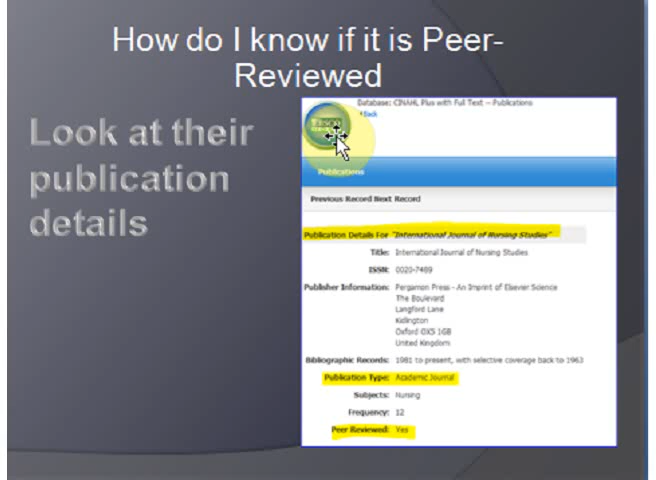 How do I know if it is Peer-
Reviewed
Look at their
publication
details
Database: CINAHL Plus with Full Text -- Publications
Back
Publications
Previous Record Next Record
Publication Details For "International Journal of Nursing Studies"
Title: International Journal of Nursing Studies
ISSN: 0020-7489
Publisher Information: Pergamon Press - An Imprint of Elsevier Science
The Boulevard
Langford Lane
Kidlington
Oxford OX5 1GB
United Kingdom
Bibliographic Records: 1981 to present, with selective coverage back to 1963
Publication Type: Academic Journal
Subjects: Nursing
Frequency: 12
Peer Reviewed: Yes